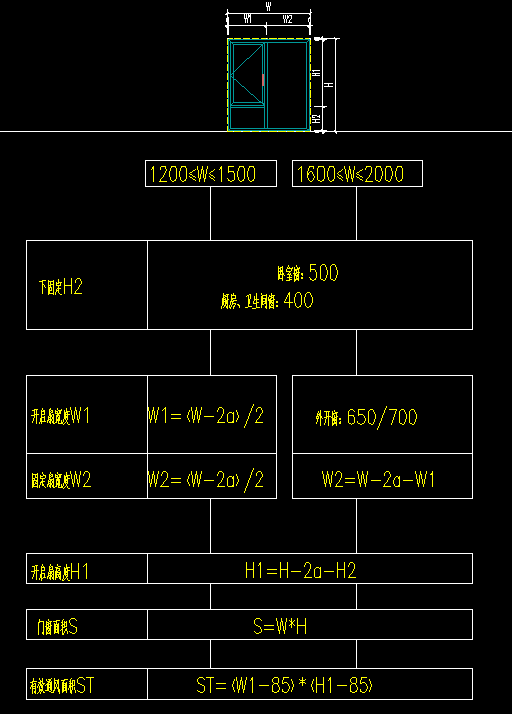 W
W1 W2
H1
H
H2
1200≤W≤1500 1600≤W≤2000
下固定H2
卧室窗：500
厨房、卫生间窗：400
开启扇宽度W1 W1=(W-2a)/2 外开窗：650/700
固定扇宽度W2 W2=(W-2a)/2 W2=W-2a-W1
开启扇高度H1 H1=H-2a-H2
门窗面积S S=W*H
有效通风面积ST ST=(W1-85)*(H1-85)